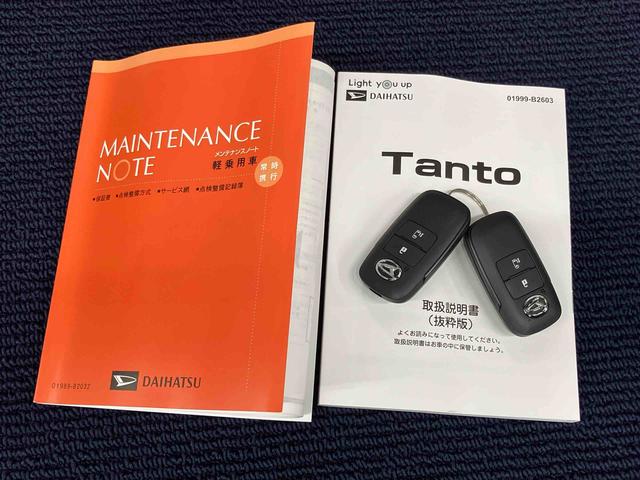 MAINTENANCE
NOTE
メンテナンスノート
軽乗用車
常時
携行
•保証書 •点検整備方式 •サービス網 •点検整備記録簿
DAIHATSU
01999-B2032
Light you up
DAIHATSU
01999-B2603
Tanto
取扱説明書
(抜粋版)
よくお読みになって使用してください。
取扱説明書はお車の中に保管しましょう。